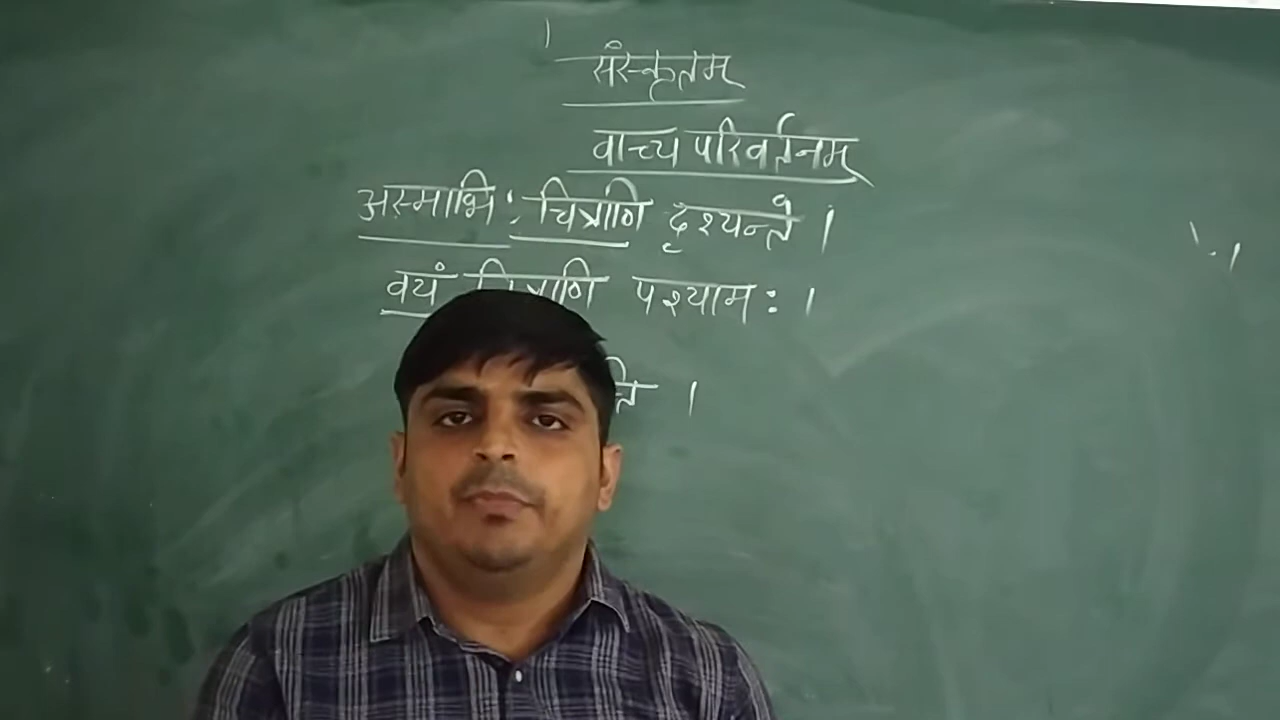 संस्कृतम्
वाच्य परिवर्तनम्
अस्माभि: चित्राणि दृश्यन्ते ।
वयं चित्राणि पश्याम: ।